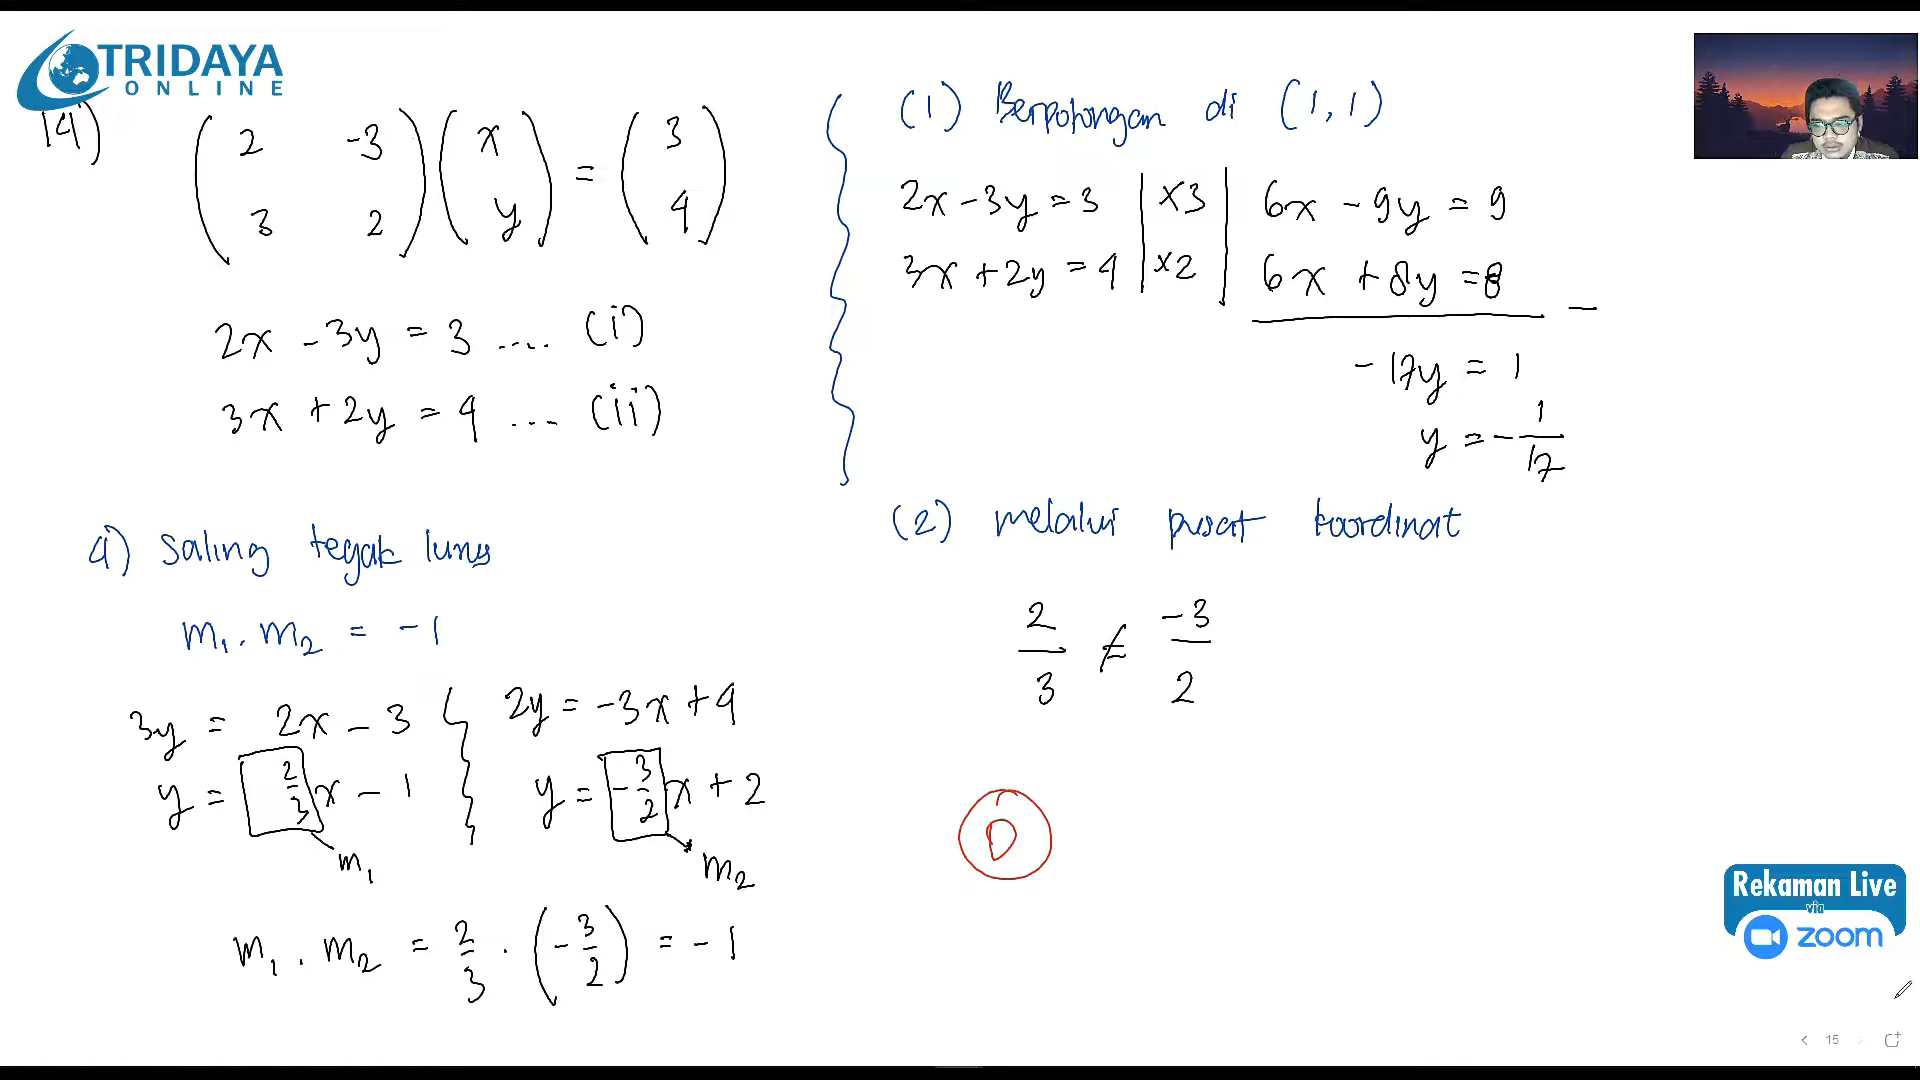 TRIDAYA
ONLINE
14)
(2 -3) (x) = (3)
(3 2) (y) (4)
2x - 3y = 3 .... (i)
3x + 2y = 4 .... (ii)
4) saling tegak lurus
m₁ . m₂ = -1
3y = 2x - 3
y = 2/3 x - 1
m₁
2y = -3x + 4
y = -3/2 x + 2
m₂
m₁ . m₂ = 2/3 . (-3/2) = -1
(1) Berpotongan di (1, 1)
2x - 3y = 3 | x3 | 6x - 9y = 9
3x + 2y = 4 | x2 | 6x + 8y = 8 –
-17y = 1
y = -1/17
(2) melalui pusat koordinat
2/3 ≠ -3/2
D
Rekaman Live
via
zoom
15